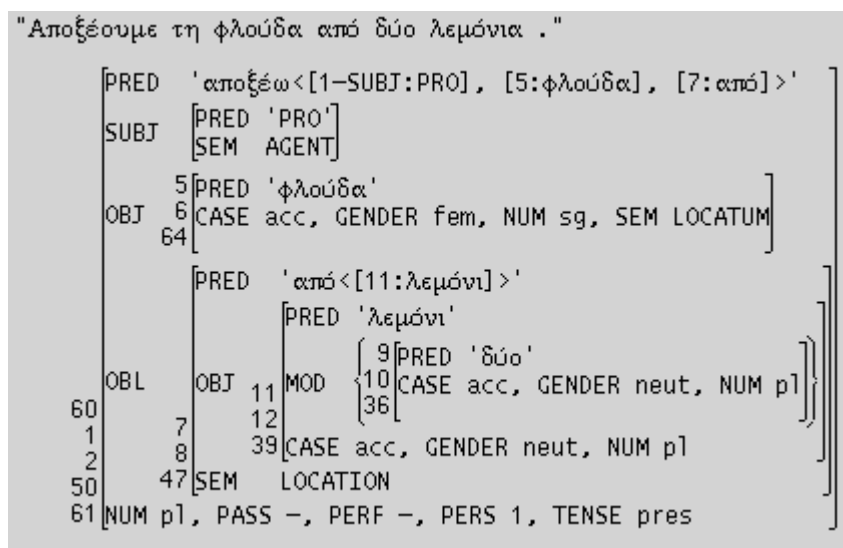 "Αποξέουμε τη φλούδα από δύο λεμόνια ."
PRED 'αποξέω<[1-SUBJ:PRO], [5:φλούδα], [7:από]>'
PRED 'PRO'
SUBJ
SEM AGENT
5 PRED 'φλούδα'
OBJ 6 CASE acc, GENDER fem, NUM sg, SEM LOCATUM
64
PRED 'από<[11:λεμόνι]>'
PRED 'λεμόνι'
9 PRED 'δύο'
OBL OBJ 11 MOD 10 CASE acc, GENDER neut, NUM pl
36
60 12
1 7 39 CASE acc, GENDER neut, NUM pl
2 8
50 47 SEM LOCATION
61 NUM pl, PASS −, PERF −, PERS 1, TENSE pres